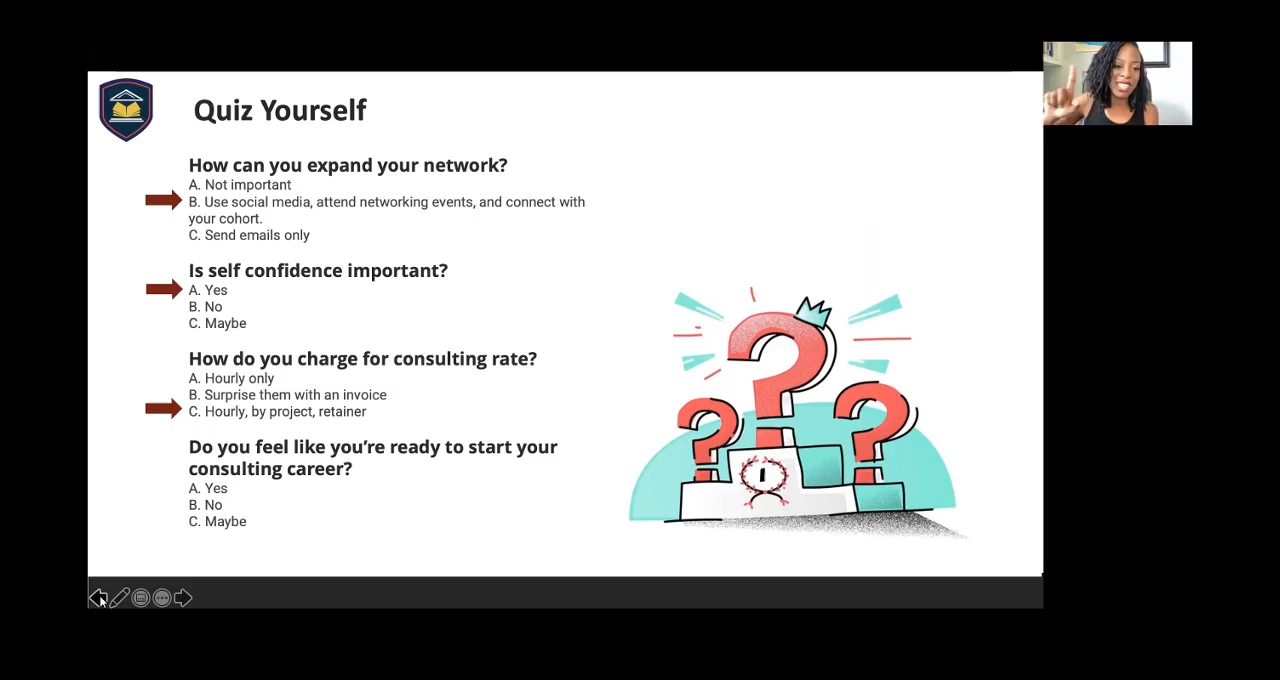 Quiz Yourself
How can you expand your network?
A. Not important
B. Use social media, attend networking events, and connect with
your cohort.
C. Send emails only
Is self confidence important?
A. Yes
B. No
C. Maybe
How do you charge for consulting rate?
A. Hourly only
B. Surprise them with an invoice
C. Hourly, by project, retainer
Do you feel like you’re ready to start your
consulting career?
A. Yes
B. No
C. Maybe
1